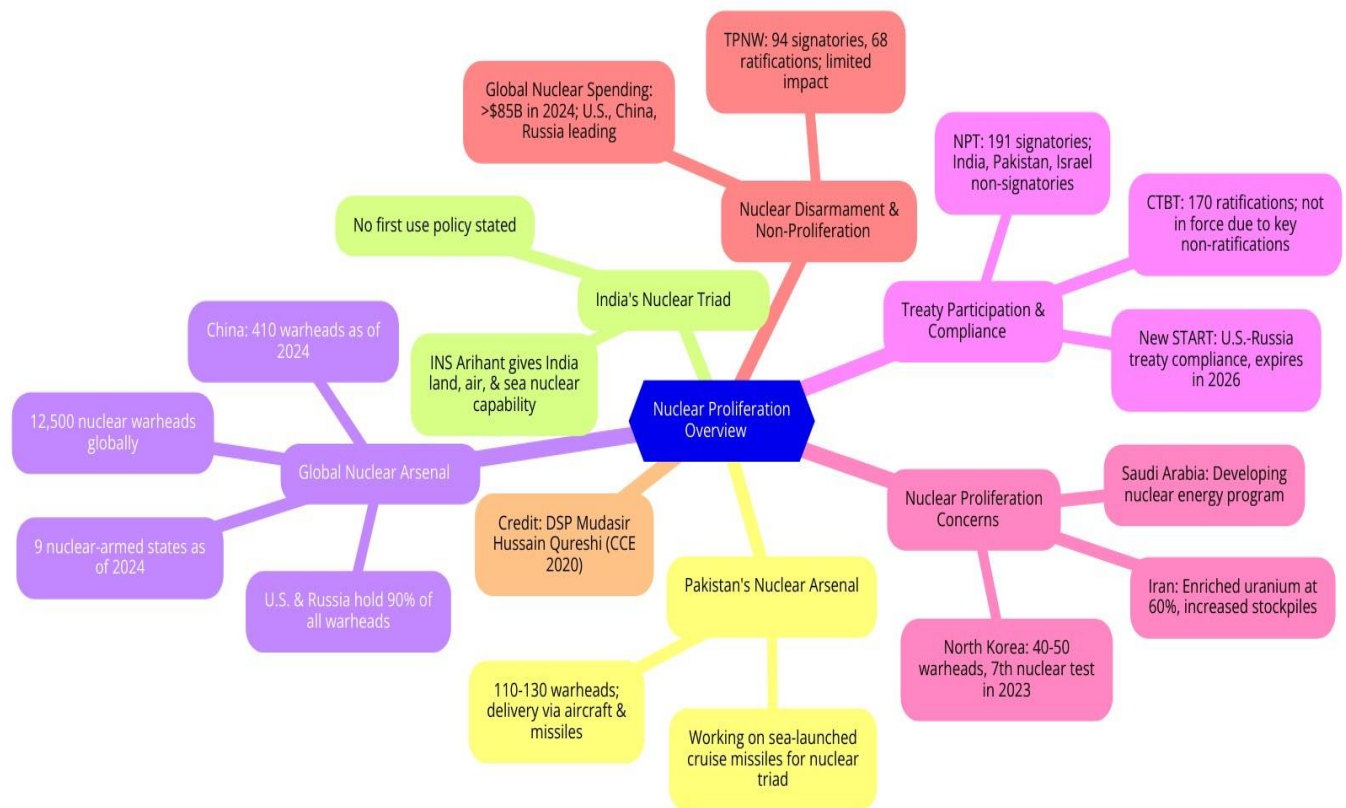 TPNW: 94 signatories, 68
ratifications; limited
impact
Global Nuclear Spending:
>$85B in 2024; U.S., China,
Russia leading
Nuclear Disarmament &
Non-Proliferation
NPT: 191 signatories;
India, Pakistan, Israel
non-signatories
CTBT: 170 ratifications; not
in force due to key
non-ratifications
Treaty Participation &
Compliance
New START: U.S.-Russia
treaty compliance, expires
in 2026
No first use policy stated
India's Nuclear Triad
INS Arihant gives India
land, air, & sea nuclear
capability
Nuclear Proliferation
Overview
China: 410 warheads as of
2024
12,500 nuclear warheads
globally
Global Nuclear Arsenal
9 nuclear-armed states as
of 2024
U.S. & Russia hold 90% of
all warheads
Credit: DSP Mudasir
Hussain Qureshi (CCE
2020)
Pakistan's Nuclear Arsenal
110-130 warheads;
delivery via aircraft &
missiles
Working on sea-launched
cruise missiles for nuclear
triad
Nuclear Proliferation
Concerns
Saudi Arabia: Developing
nuclear energy program
Iran: Enriched uranium at
60%, increased stockpiles
North Korea: 40-50
warheads, 7th nuclear test
in 2023